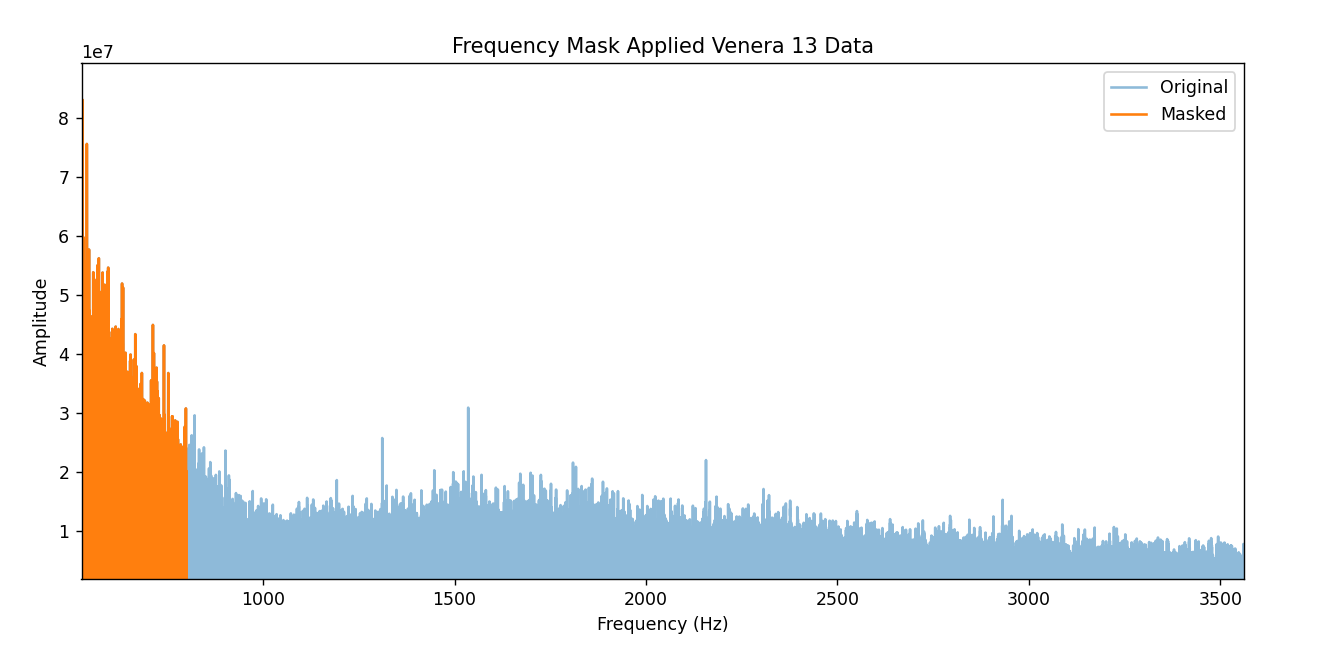 Frequency Mask Applied Venera 13 Data
1e7
Original
Masked
8
7
6
5
4
3
2
1
Amplitude
1000 1500 2000 2500 3000 3500
Frequency (Hz)